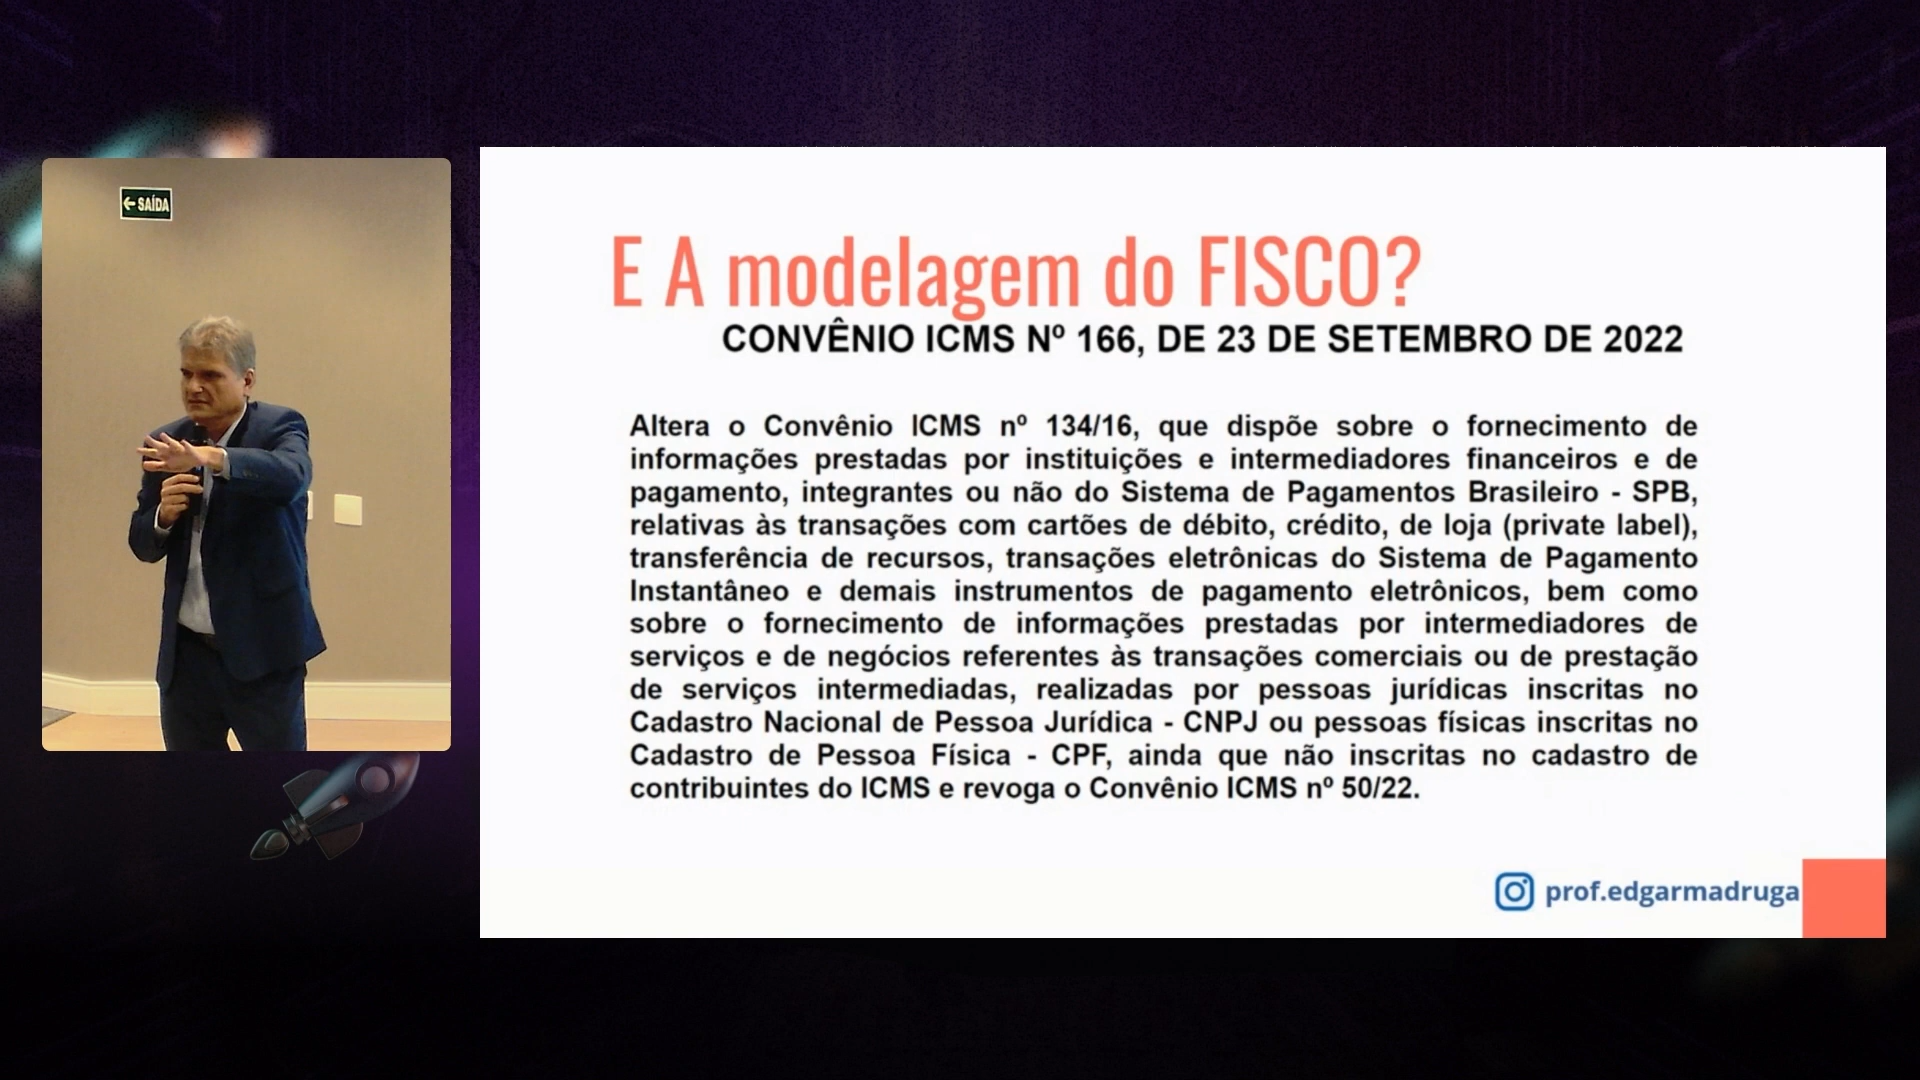 ← SAÍDA
E A modelagem do FISCO?
CONVÊNIO ICMS Nº 166, DE 23 DE SETEMBRO DE 2022
Altera o Convênio ICMS nº 134/16, que dispõe sobre o fornecimento de
informações prestadas por instituições e intermediadores financeiros e de
pagamento, integrantes ou não do Sistema de Pagamentos Brasileiro - SPB,
relativas às transações com cartões de débito, crédito, de loja (private label),
transferência de recursos, transações eletrônicas do Sistema de Pagamento
Instantâneo e demais instrumentos de pagamento eletrônicos, bem como
sobre o fornecimento de informações prestadas por intermediadores de
serviços e de negócios referentes às transações comerciais ou de prestação
de serviços intermediadas, realizadas por pessoas jurídicas inscritas no
Cadastro Nacional de Pessoa Jurídica - CNPJ ou pessoas físicas inscritas no
Cadastro de Pessoa Física - CPF, ainda que não inscritas no cadastro de
contribuintes do ICMS e revoga o Convênio ICMS nº 50/22.
prof.edgarmadruga